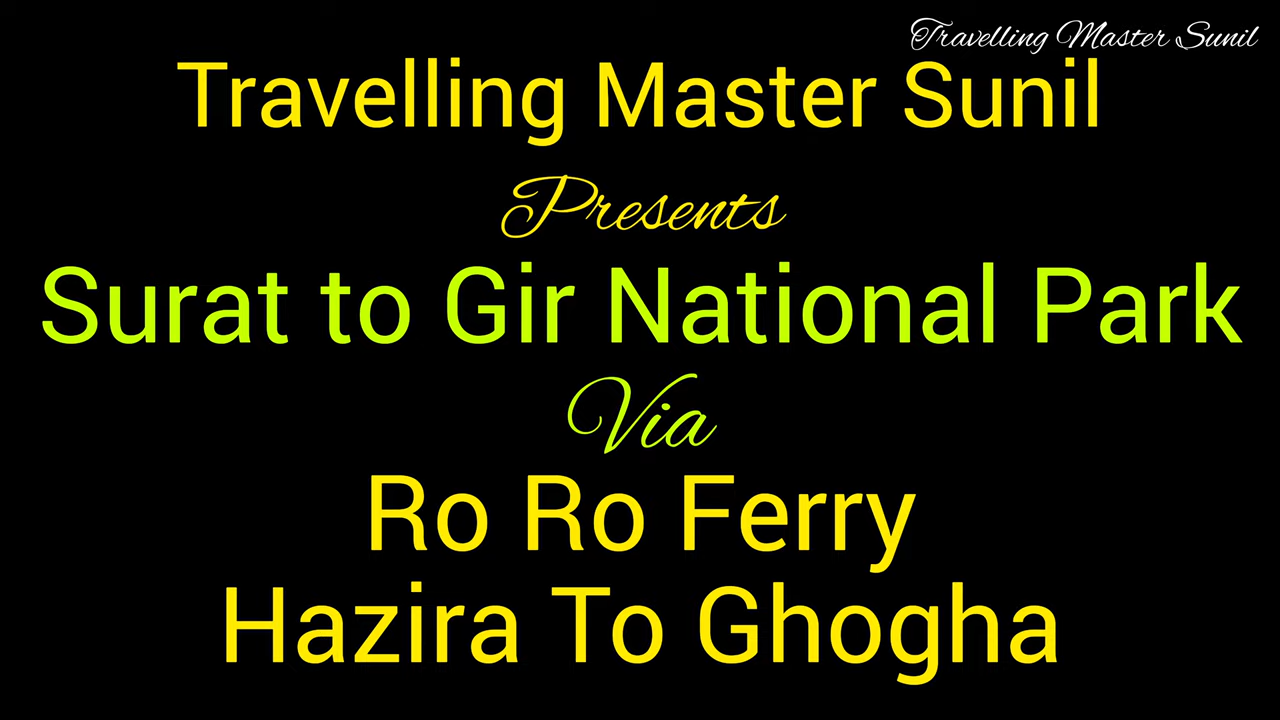 Travelling Master Sunil
Travelling Master Sunil
Presents
Surat to Gir National Park
Via
Ro Ro Ferry
Hazira To Ghogha